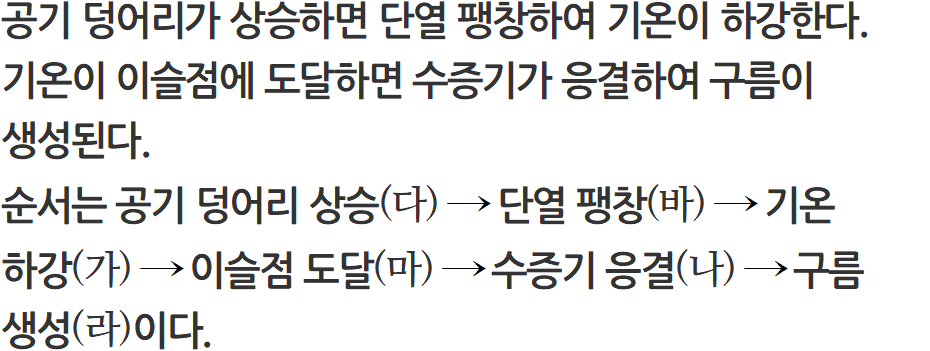 공기 덩어리가 상승하면 단열 팽창하여 기온이 하강한다.
기온이 이슬점에 도달하면 수증기가 응결하여 구름이
생성된다.
순서는 공기 덩어리 상승(다) → 단열 팽창(바) → 기온
하강(가) → 이슬점 도달(마) → 수증기 응결(나) → 구름
생성(라)이다.